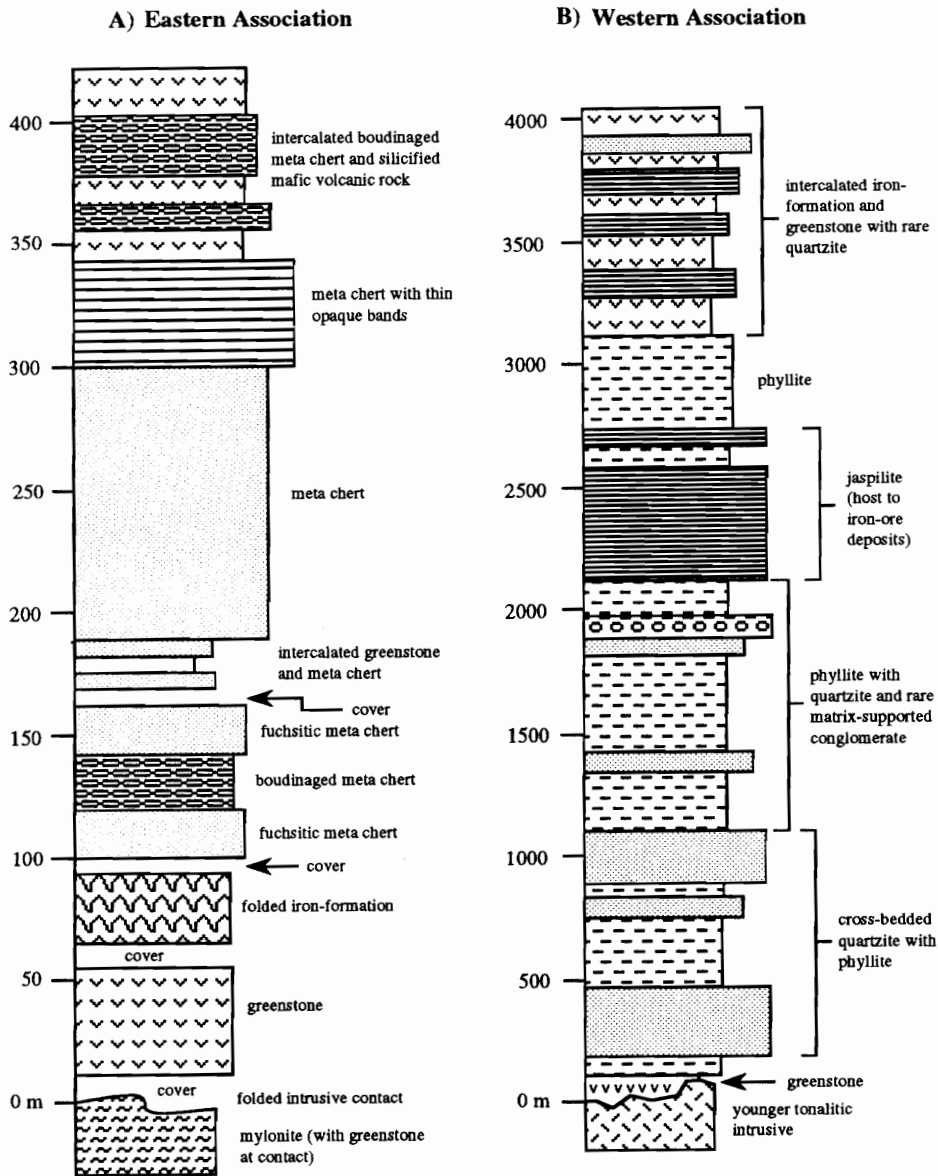 A) Eastern Association
400
350
300
250
200
150
100
50
0 m
intercalated boudinaged
meta chert and silicified
mafic volcanic rock
meta chert with thin
opaque bands
meta chert
intercalated greenstone
and meta chert
cover
fuchsitic meta chert
boudinaged meta chert
fuchsitic meta chert
cover
folded iron-formation
cover
greenstone
cover
folded intrusive contact
mylonite (with greenstone
at contact)
B) Western Association
4000
3500
3000
2500
2000
1500
1000
500
0 m
intercalated iron-
formation and
greenstone with rare
quartzite
phyllite
jaspilite
(host to
iron-ore
deposits)
phyllite with
quartzite and rare
matrix-supported
conglomerate
cross-bedded
quartzite with
phyllite
greenstone
younger tonalitic
intrusive